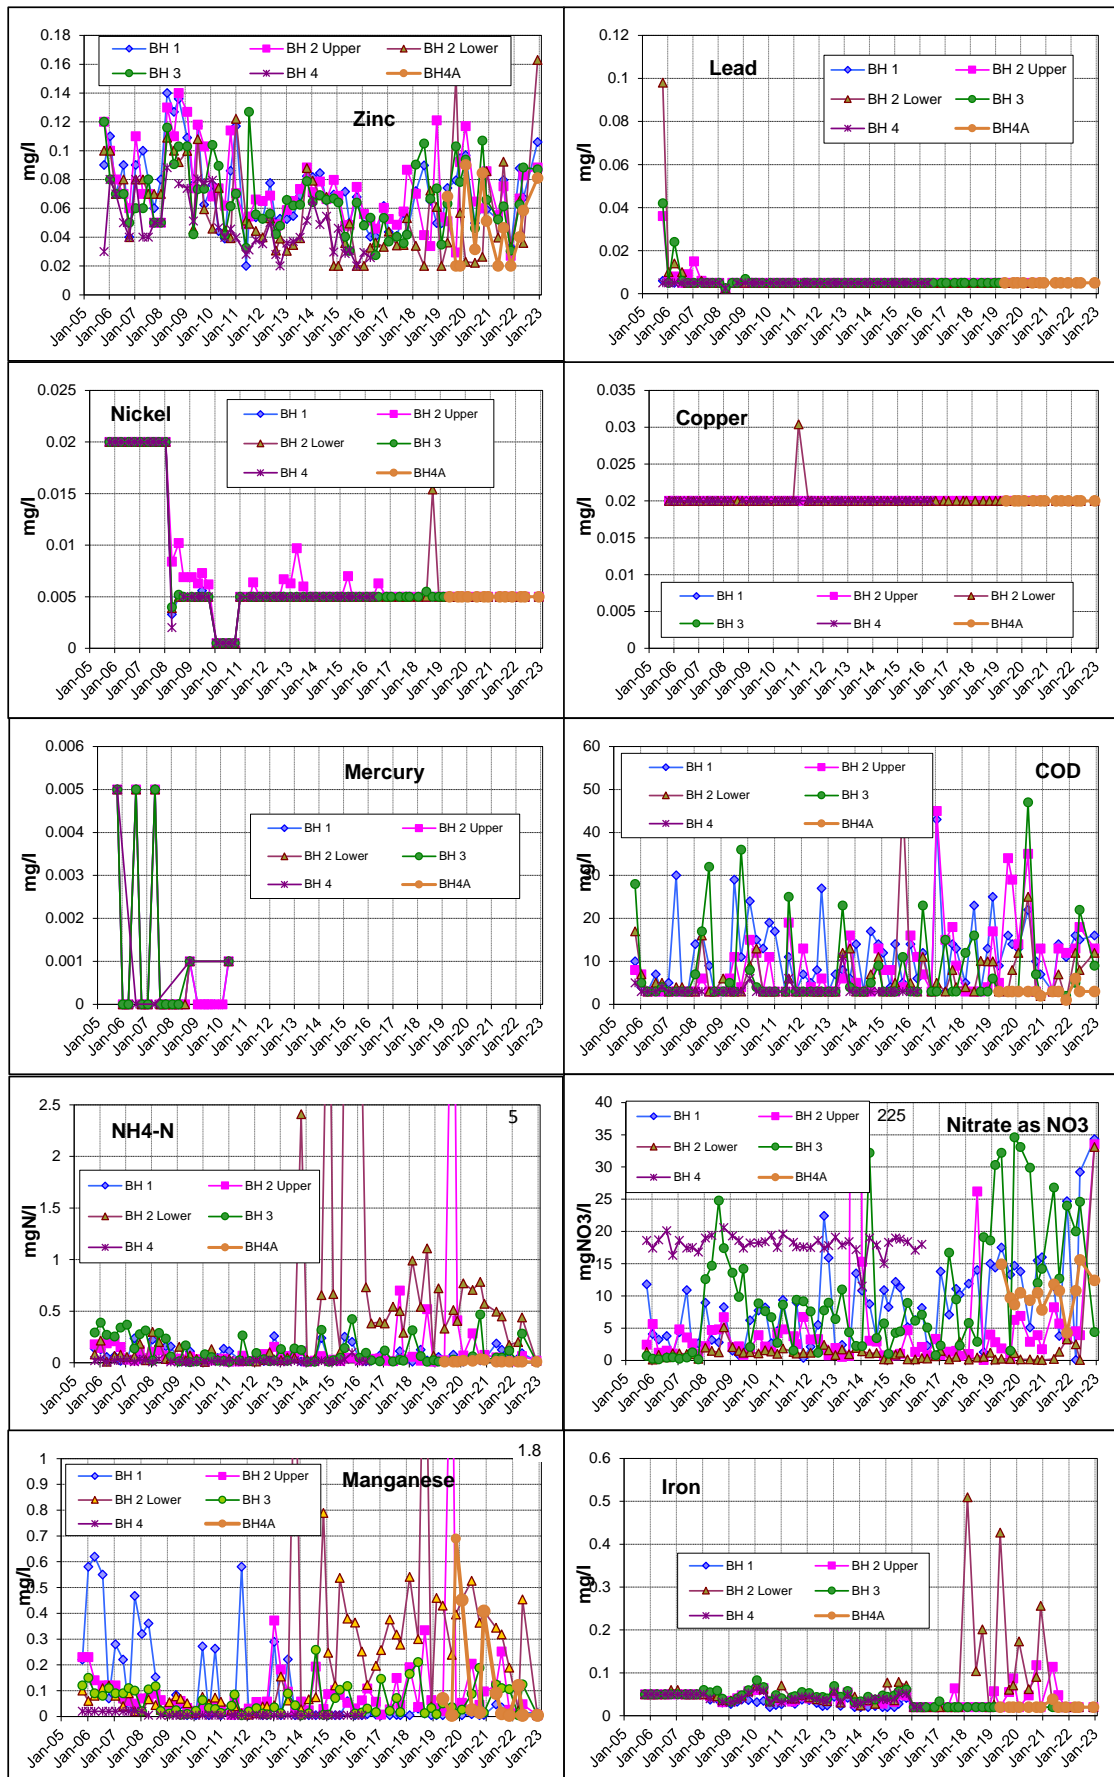 Zinc
mg/l
0.18
0.16
0.14
0.12
0.1
0.08
0.06
0.04
0.02
0
BH 1
BH 2 Upper
BH 2 Lower
BH 3
BH 4
BH4A
Jan-05 Jan-06 Jan-07 Jan-08 Jan-09 Jan-10 Jan-11 Jan-12 Jan-13 Jan-14 Jan-15 Jan-16 Jan-17 Jan-18 Jan-19 Jan-20 Jan-21 Jan-22 Jan-23
Lead
mg/l
0.12
0.1
0.08
0.06
0.04
0.02
0
BH 1
BH 2 Upper
BH 2 Lower
BH 3
BH 4
BH4A
Jan-05 Jan-06 Jan-07 Jan-08 Jan-09 Jan-10 Jan-11 Jan-12 Jan-13 Jan-14 Jan-15 Jan-16 Jan-17 Jan-18 Jan-19 Jan-20 Jan-21 Jan-22 Jan-23
Nickel
mg/l
0.025
0.02
0.015
0.01
0.005
0
BH 1
BH 2 Upper
BH 2 Lower
BH 3
BH 4
BH4A
Jan-05 Jan-06 Jan-07 Jan-08 Jan-09 Jan-10 Jan-11 Jan-12 Jan-13 Jan-14 Jan-15 Jan-16 Jan-17 Jan-18 Jan-19 Jan-20 Jan-21 Jan-22 Jan-23
Copper
mg/l
0.035
0.03
0.025
0.02
0.015
0.01
0.005
0
BH 1
BH 2 Upper
BH 2 Lower
BH 3
BH 4
BH4A
Jan-05 Jan-06 Jan-07 Jan-08 Jan-09 Jan-10 Jan-11 Jan-12 Jan-13 Jan-14 Jan-15 Jan-16 Jan-17 Jan-18 Jan-19 Jan-20 Jan-21 Jan-22 Jan-23
Mercury
mg/l
0.006
0.005
0.004
0.003
0.002
0.001
0
BH 1
BH 2 Upper
BH 2 Lower
BH 3
BH 4
BH4A
Jan-05 Jan-06 Jan-07 Jan-08 Jan-09 Jan-10 Jan-11 Jan-12 Jan-13 Jan-14 Jan-15 Jan-16 Jan-17 Jan-18 Jan-19 Jan-20 Jan-21 Jan-22 Jan-23
COD
mg/l
60
50
40
30
20
10
0
BH 1
BH 2 Upper
BH 2 Lower
BH 3
BH 4
BH4A
Jan-05 Jan-06 Jan-07 Jan-08 Jan-09 Jan-10 Jan-11 Jan-12 Jan-13 Jan-14 Jan-15 Jan-16 Jan-17 Jan-18 Jan-19 Jan-20 Jan-21 Jan-22 Jan-23
NH4-N
5
mgN/l
2.5
2
1.5
1
0.5
0
BH 1
BH 2 Upper
BH 2 Lower
BH 3
BH 4
BH4A
Jan-05 Jan-06 Jan-07 Jan-08 Jan-09 Jan-10 Jan-11 Jan-12 Jan-13 Jan-14 Jan-15 Jan-16 Jan-17 Jan-18 Jan-19 Jan-20 Jan-21 Jan-22 Jan-23
Nitrate as NO3
225
mgNO3/l
40
35
30
25
20
15
10
5
0
BH 1
BH 2 Upper
BH 2 Lower
BH 3
BH 4
BH4A
Jan-05 Jan-06 Jan-07 Jan-08 Jan-09 Jan-10 Jan-11 Jan-12 Jan-13 Jan-14 Jan-15 Jan-16 Jan-17 Jan-18 Jan-19 Jan-20 Jan-21 Jan-22 Jan-23
Manganese
1.8
mg/l
1
0.9
0.8
0.7
0.6
0.5
0.4
0.3
0.2
0.1
0
BH 1
BH 2 Upper
BH 2 Lower
BH 3
BH 4
BH4A
Jan-05 Jan-06 Jan-07 Jan-08 Jan-09 Jan-10 Jan-11 Jan-12 Jan-13 Jan-14 Jan-15 Jan-16 Jan-17 Jan-18 Jan-19 Jan-20 Jan-21 Jan-22 Jan-23
Iron
mg/l
0.6
0.5
0.4
0.3
0.2
0.1
0
BH 1
BH 2 Upper
BH 2 Lower
BH 3
BH 4
BH4A
Jan-05 Jan-06 Jan-07 Jan-08 Jan-09 Jan-10 Jan-11 Jan-12 Jan-13 Jan-14 Jan-15 Jan-16 Jan-17 Jan-18 Jan-19 Jan-20 Jan-21 Jan-22 Jan-23